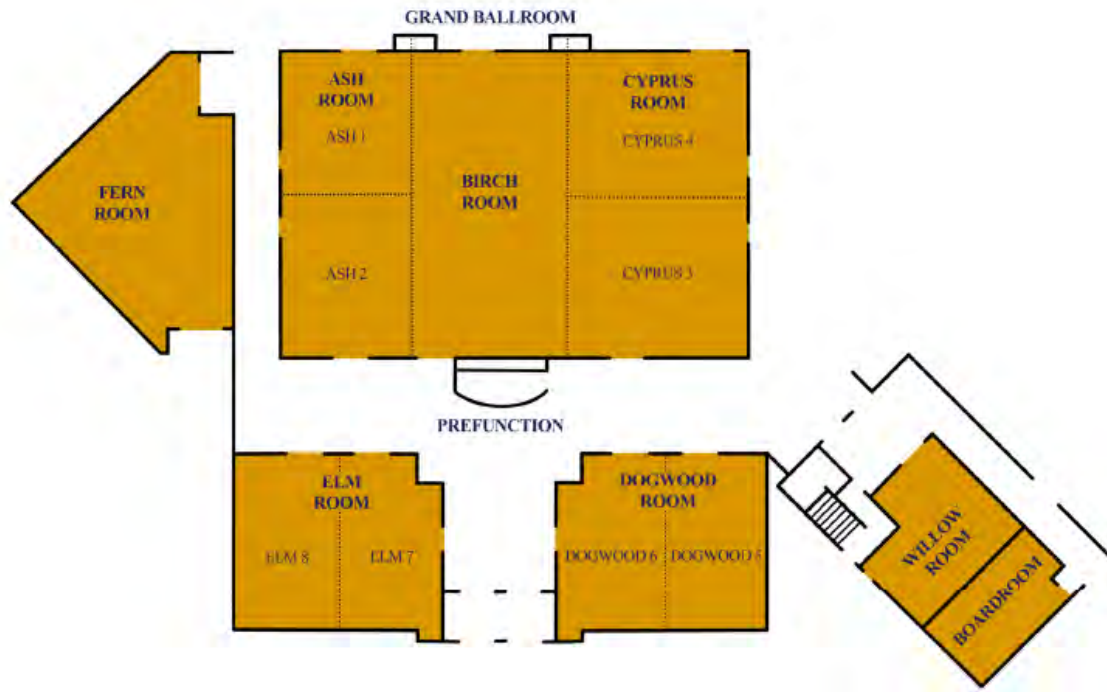 GRAND BALLROOM
ASH
ROOM
ASH 1
ASH 2
BIRCH
ROOM
CYPRUS
ROOM
CYPRUS 4
CYPRUS 3
FERN
ROOM
PREFUNCTION
ELM
ROOM
ELM 8
ELM 7
DOGWOOD
ROOM
DOGWOOD 6
DOGWOOD 5
WILLOW
ROOM
BOARDROOM